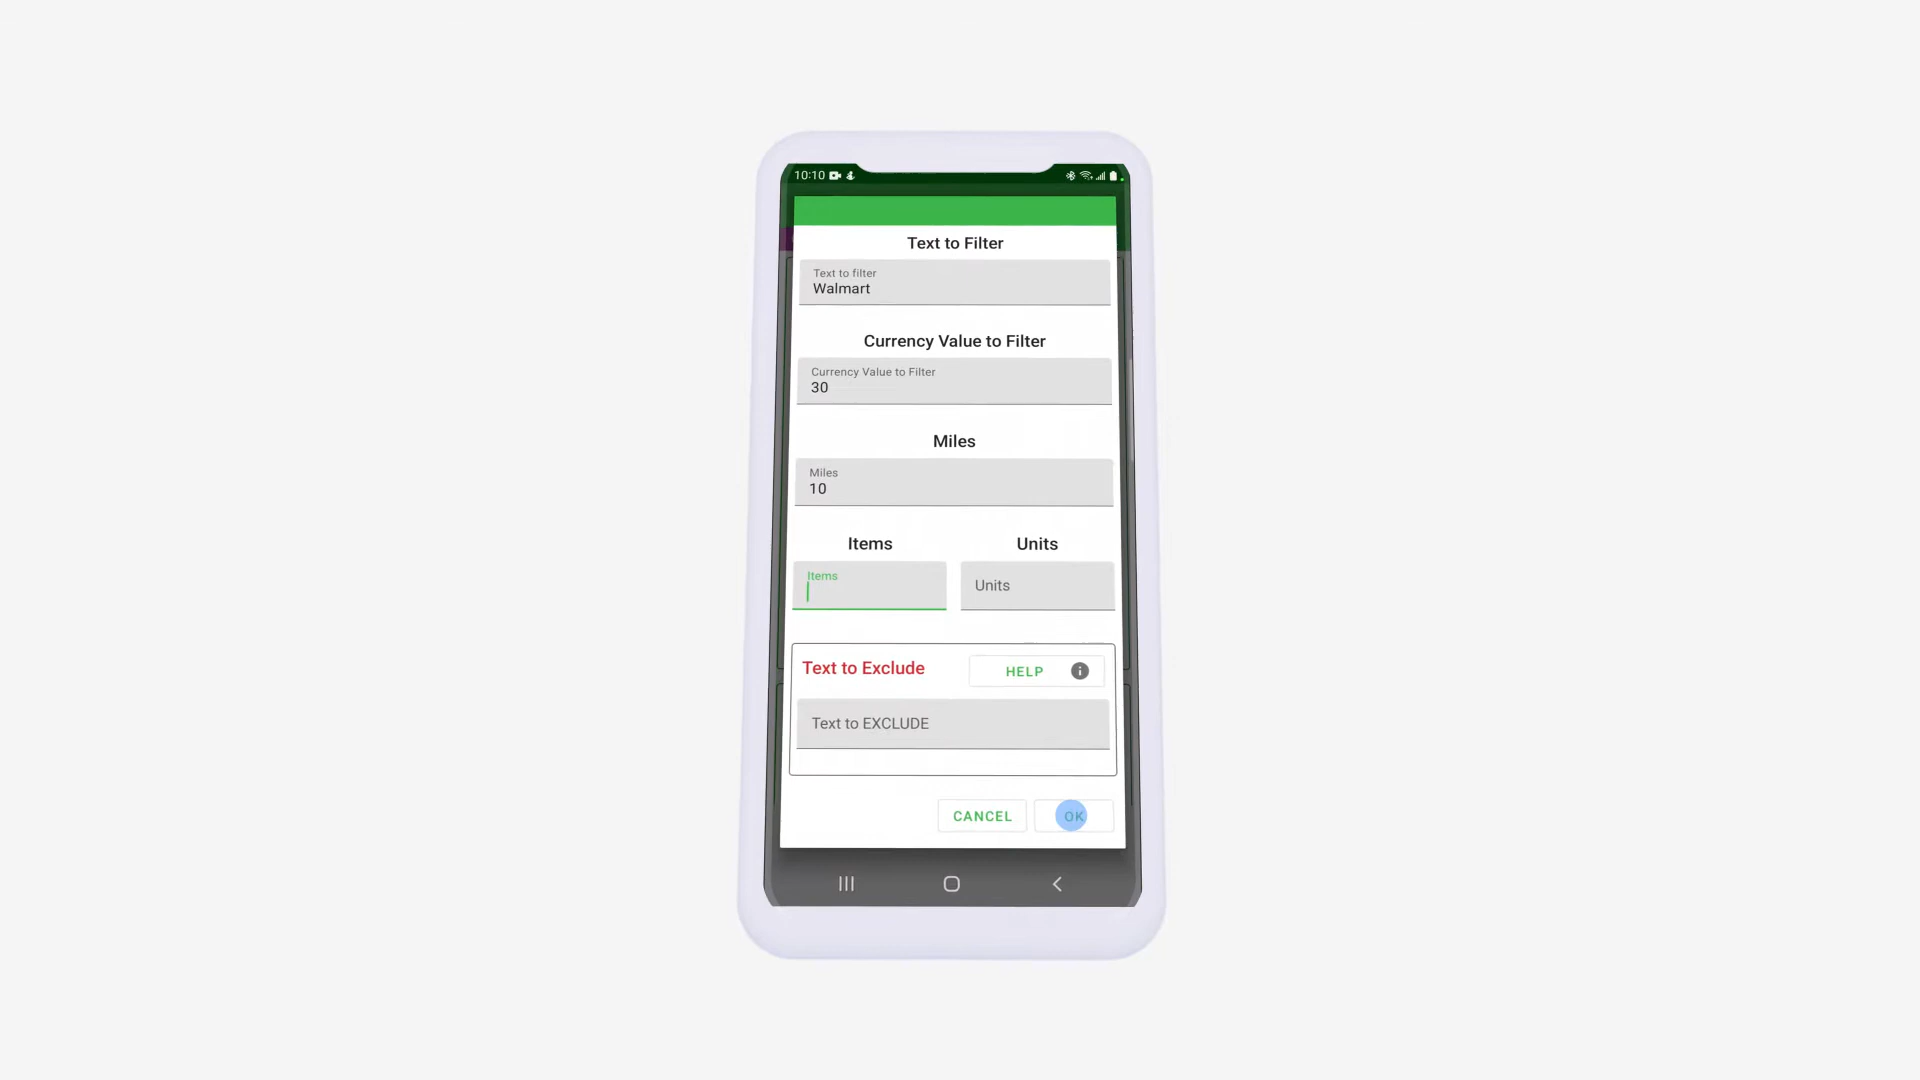 10:10
Text to Filter
Text to filter
Walmart
Currency Value to Filter
Currency Value to Filter
30
Miles
Miles
10
Items Units
Items
Units
Text to Exclude HELP
Text to EXCLUDE
CANCEL OK